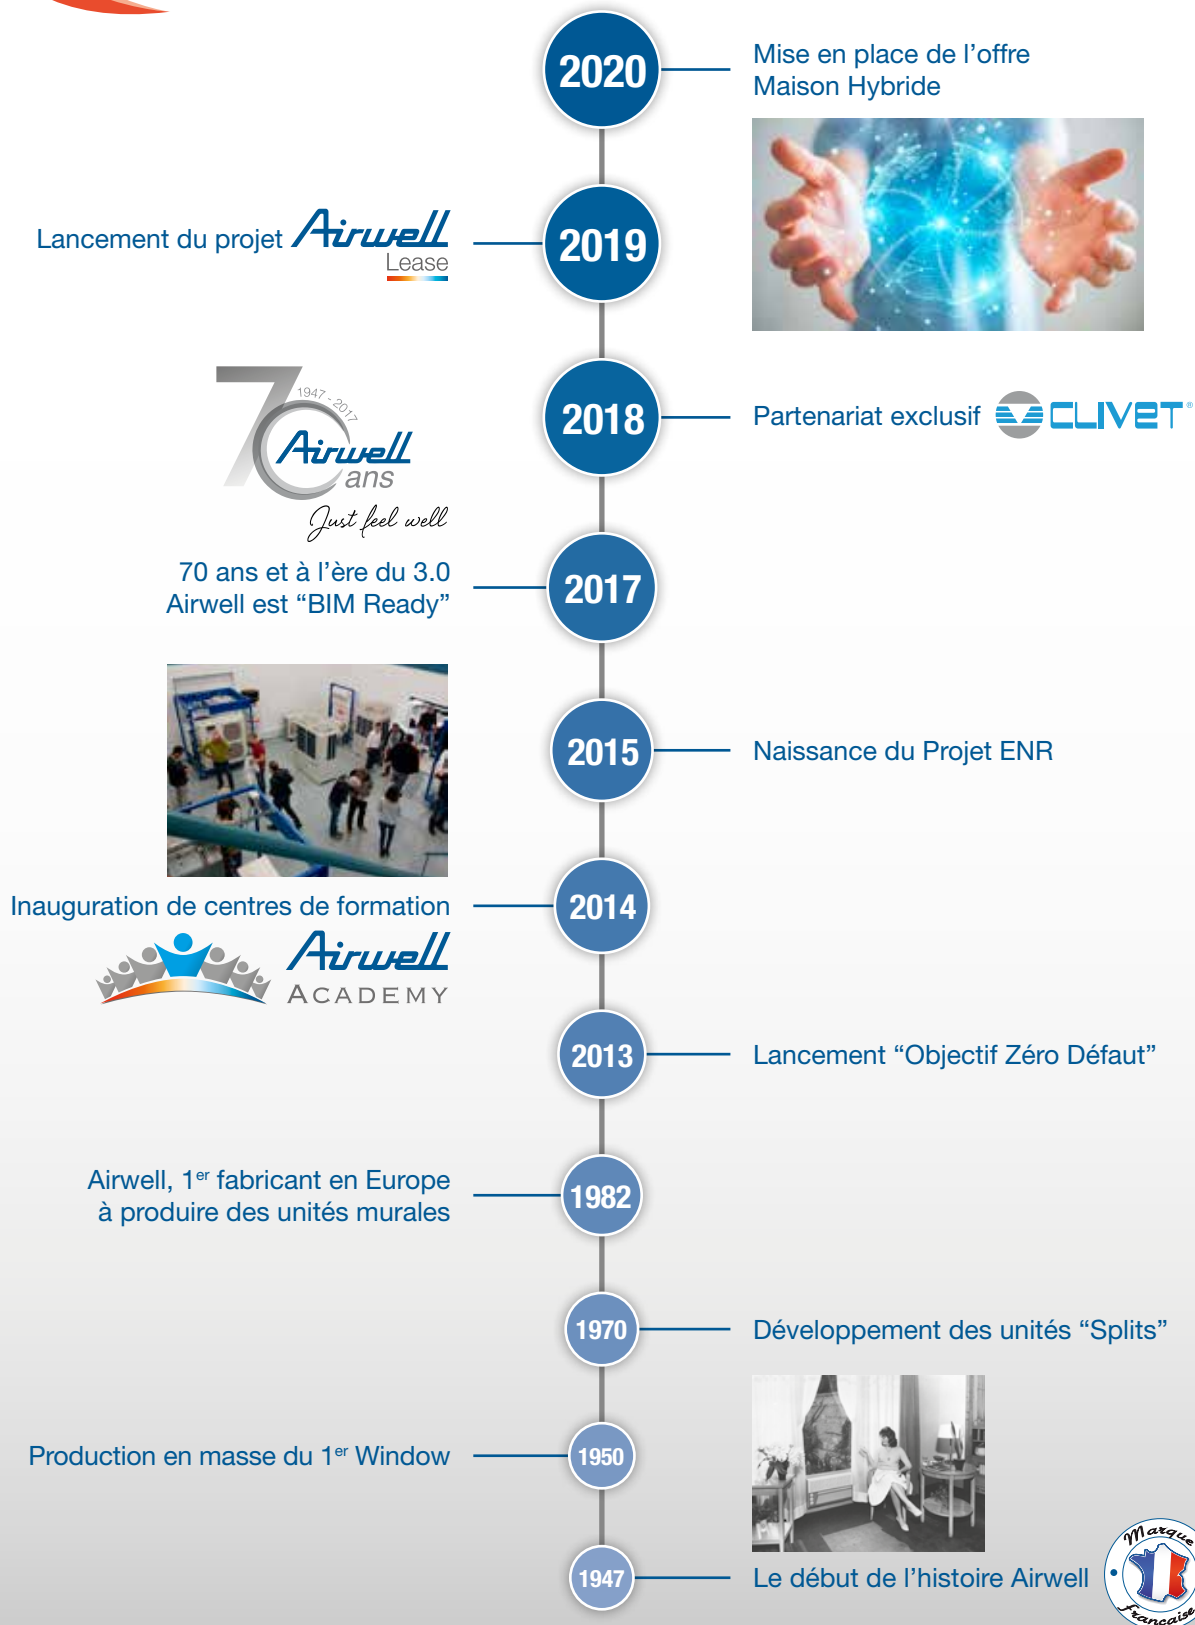 2020
Mise en place de l’offre
Maison Hybride
Lancement du projet Airwell
Lease
2019
2018
Partenariat exclusif CLIVET®
70
1947 - 2017
Airwell
ans
Just feel well
70 ans et à l’ère du 3.0
Airwell est “BIM Ready”
2017
2015
Naissance du Projet ENR
Inauguration de centres de formation
2014
Airwell
ACADEMY
2013
Lancement “Objectif Zéro Défaut”
Airwell, 1er fabricant en Europe
à produire des unités murales
1982
1970
Développement des unités “Splits”
Production en masse du 1er Window
1950
1947
Le début de l’histoire Airwell
Marque
Française